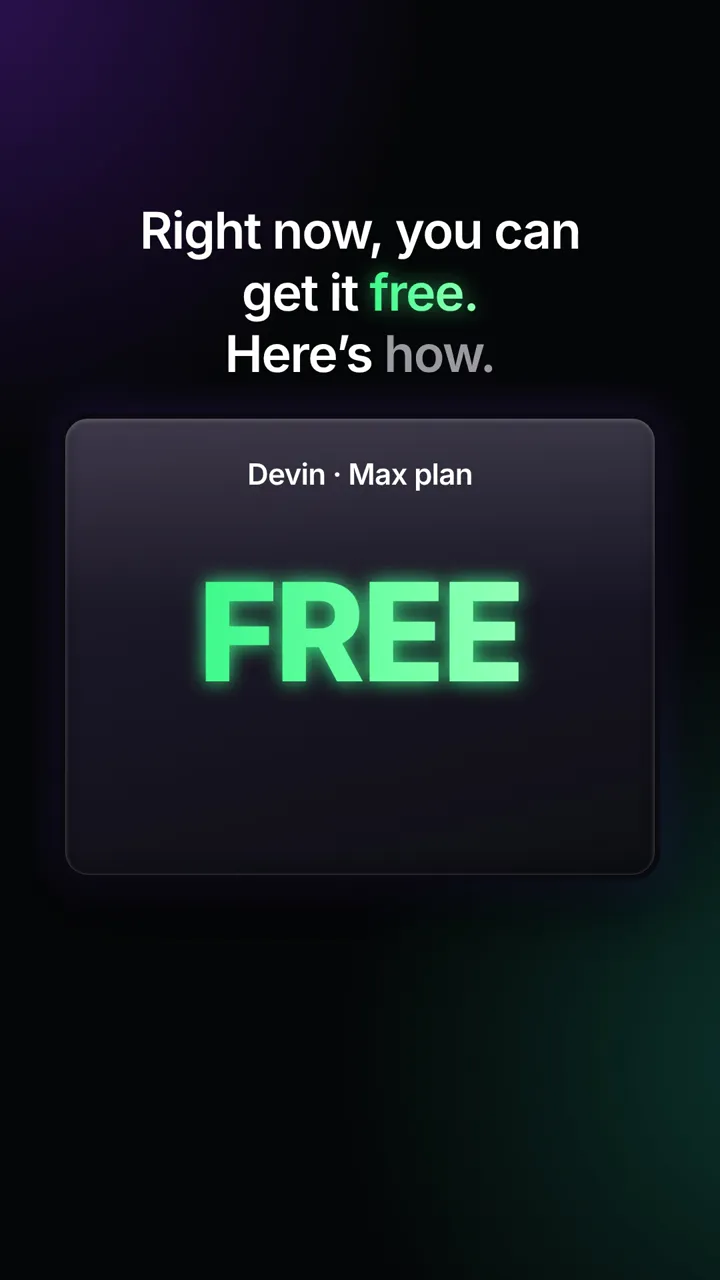 Right now, you can
get it free.
Here’s how.
Devin · Max plan
FREE